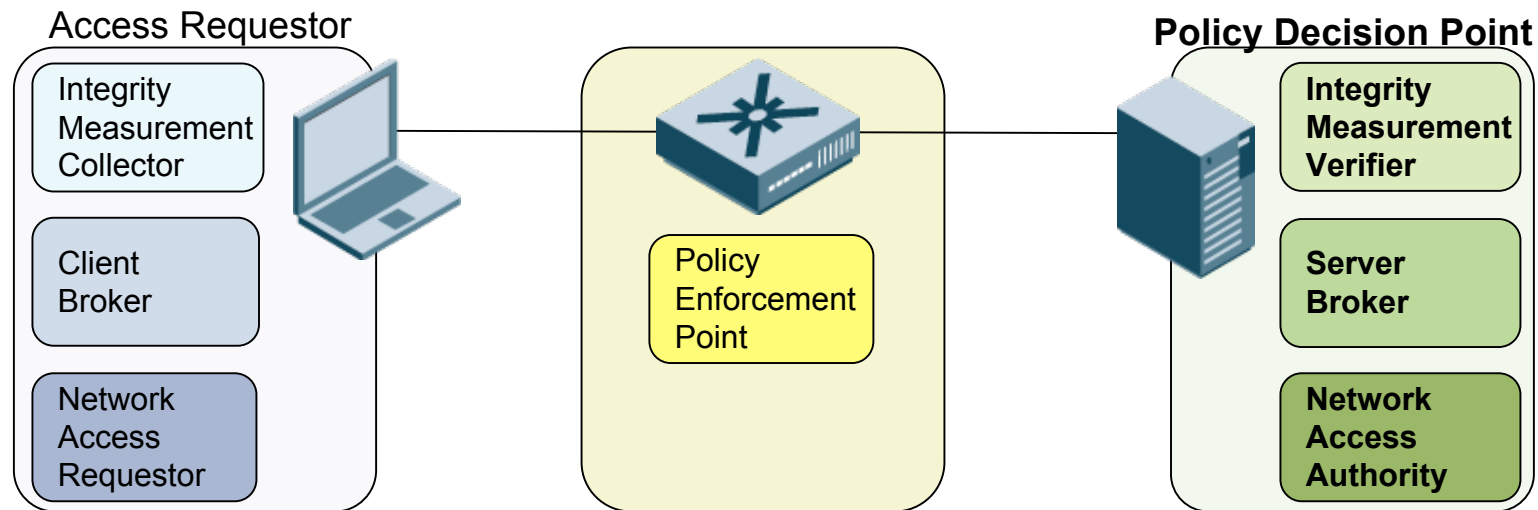 Access Requestor
Integrity
Measurement
Collector
Client
Broker
Network
Access
Requestor
Policy
Enforcement
Point
Policy Decision Point
Integrity
Measurement
Verifier
Server
Broker
Network
Access
Authority